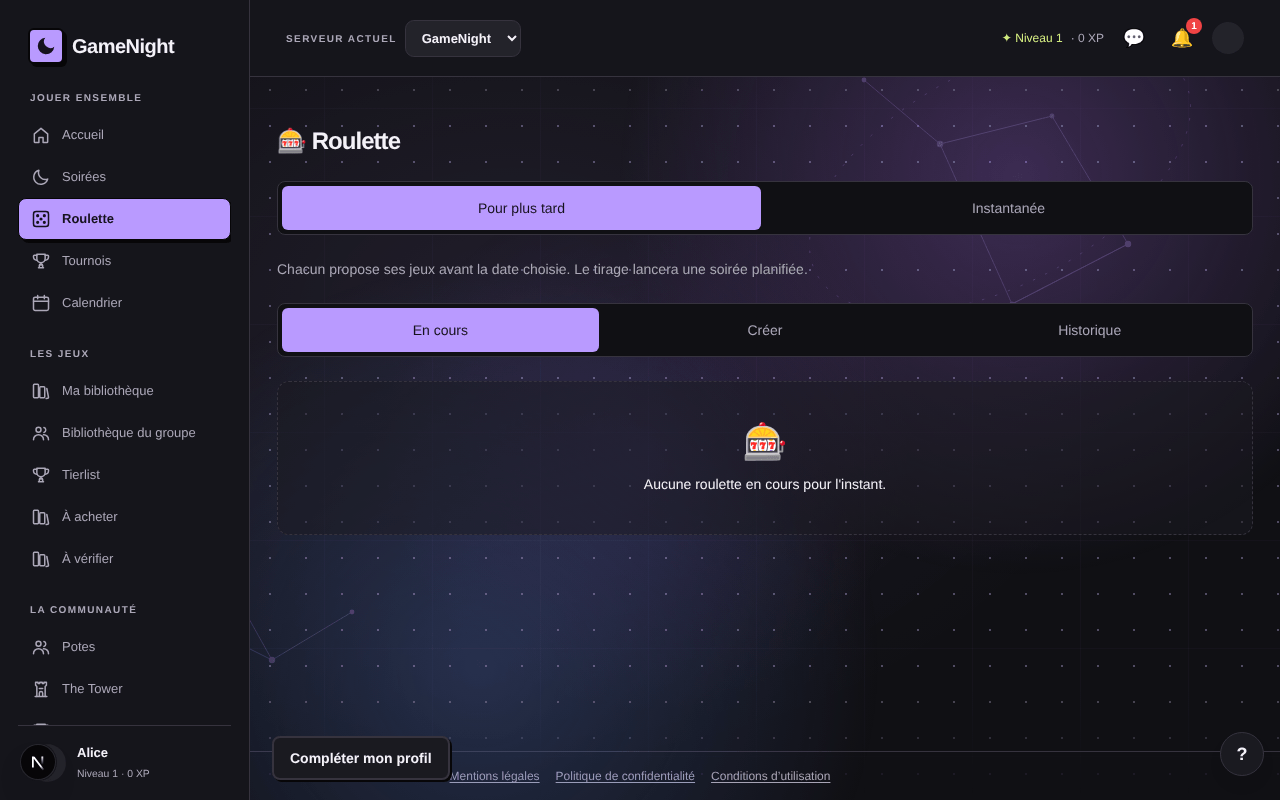 GameNight
JOUER ENSEMBLE
Accueil
Soirées
Roulette
Tournois
Calendrier
LES JEUX
Ma bibliothèque
Bibliothèque du groupe
Tierlist
À acheter
À vérifier
LA COMMUNAUTÉ
Potes
The Tower
N
Alice
Niveau 1 · 0 XP
SERVEUR ACTUEL
GameNight
✦ Niveau 1 · 0 XP
1
🎰 Roulette
Pour plus tard
Instantanée
Chacun propose ses jeux avant la date choisie. Le tirage lancera une soirée planifiée.
En cours
Créer
Historique
Aucune roulette en cours pour l'instant.
Compléter mon profil
Mentions légales
Politique de confidentialité
Conditions d'utilisation
?